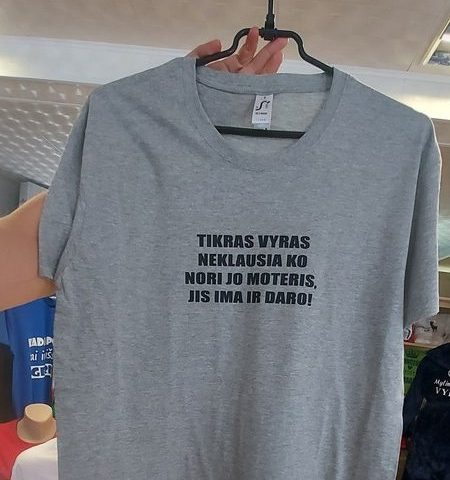 TIKRAS VYRAS
NEKLAUSIA KO
NORI JO MOTERIS,
JIS IMA IR DARO!